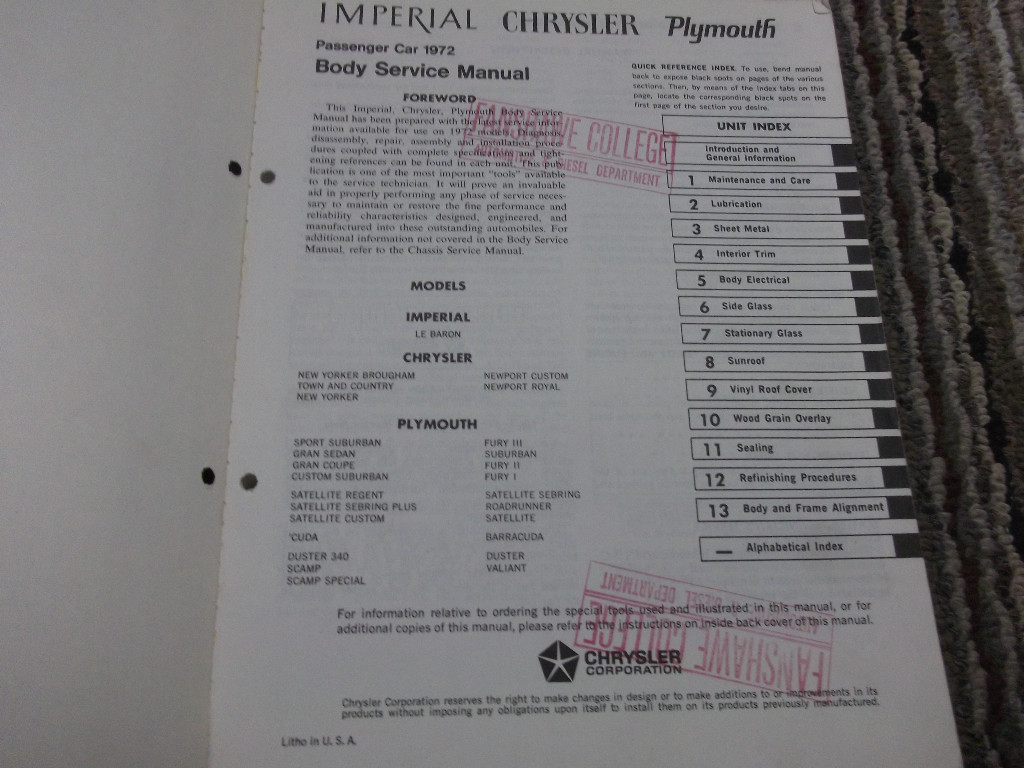 IMPERIAL CHRYSLER Plymouth
Passenger Car 1972
Body Service Manual
FOREWORD
This Imperial, Chrysler, Plymouth Body Service
Manual has been prepared with the latest service infor-
mation available for use on 1972 models. Diagnosis,
disassembly, repair, assembly and installation proce-
dures coupled with complete specifications and tight-
ening references can be found in each unit. This pub-
lication is one of the most important "tools" available
to the service technician. It will prove an invaluable
aid in properly performing any phase of service neces-
sary to maintain or restore the fine performance and
reliability characteristics designed, engineered, and
manufactured into these outstanding automobiles. For
additional information not covered in the Body Service
Manual, refer to the Chassis Service Manual.
FANSHAWE COLLEGE
DIESEL DEPARTMENT
MODELS
IMPERIAL
LE BARON
CHRYSLER
NEW YORKER BROUGHAM
TOWN AND COUNTRY
NEW YORKER
NEWPORT CUSTOM
NEWPORT ROYAL
PLYMOUTH
SPORT SUBURBAN
GRAN SEDAN
GRAN COUPE
CUSTOM SUBURBAN
FURY III
SUBURBAN
FURY II
FURY I
SATELLITE REGENT
SATELLITE SEBRING PLUS
SATELLITE CUSTOM
SATELLITE SEBRING
ROADRUNNER
SATELLITE
'CUDA
BARRACUDA
DUSTER 340
SCAMP
SCAMP SPECIAL
DUSTER
VALIANT
QUICK REFERENCE INDEX. To use, bend manual
back to expose black spots on pages of the various
sections. Then, by means of the index tabs on this
page, locate the corresponding black spots on the
first page of the section you desire.
UNIT INDEX
Introduction and
General Information
1 Maintenance and Care
2 Lubrication
3 Sheet Metal
4 Interior Trim
5 Body Electrical
6 Side Glass
7 Stationary Glass
8 Sunroof
9 Vinyl Roof Cover
10 Wood Grain Overlay
11 Sealing
12 Refinishing Procedures
13 Body and Frame Alignment
— Alphabetical Index
For information relative to ordering the special tools used and illustrated in this manual, or for
additional copies of this manual, please refer to the instructions on inside back cover of this manual.
DIESEL DEPARTMENT
FANSHAWE COLLEGE
CHRYSLER
CORPORATION
Chrysler Corporation reserves the right to make changes in design or to make additions to or improvements in its
products without imposing any obligations upon itself to install them on its products previously manufactured.
Litho in U. S. A.